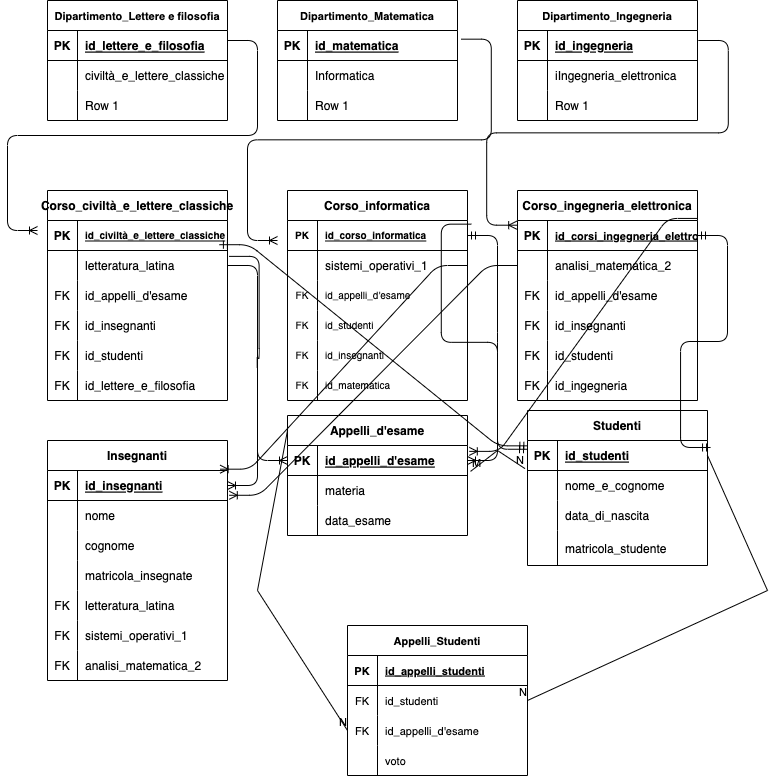 Dipartimento_Lettere e filosofia
PK id_lettere_e_filosofia
civiltà_e_lettere_classiche
Row 1
Dipartimento_Matematica
PK id_matematica
Informatica
Row 1
Dipartimento_Ingegneria
PK id_ingegneria
iIngegneria_elettronica
Row 1
Corso_civiltà_e_lettere_classiche
PK id_civiltà_e_lettere_classiche
letteratura_latina
FK id_appelli_d'esame
FK id_insegnanti
FK id_studenti
FK id_lettere_e_filosofia
Corso_informatica
PK id_corso_informatica
sistemi_operativi_1
FK id_appelli_d'esame
FK id_studenti
FK id_insegnanti
FK id_matematica
Corso_ingegneria_elettronica
PK id_corsi_ingegneria_elettro
analisi_matematica_2
FK id_appelli_d'esame
FK id_insegnanti
FK id_studenti
FK id_ingegneria
Insegnanti
PK id_insegnanti
nome
cognome
matricola_insegnate
FK letteratura_latina
FK sistemi_operativi_1
FK analisi_matematica_2
Appelli_d'esame
PK id_appelli_d'esame
materia
data_esame
N
N
Studenti
PK id_studenti
nome_e_cognome
data_di_nascita
matricola_studente
Appelli_Studenti
PK id_appelli_studenti
N
FK id_studenti
N
FK id_appelli_d'esame
voto